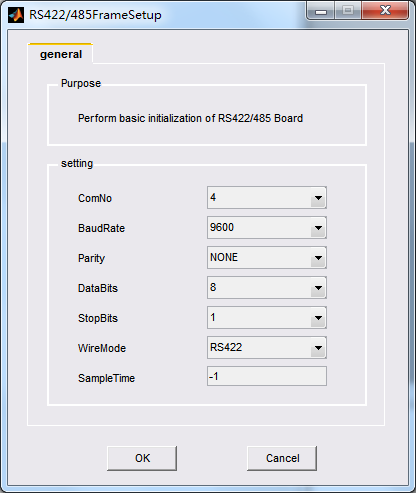 RS422/485FrameSetup
general
Purpose
Perform basic initialization of RS422/485 Board
setting
ComNo 4
BaudRate 9600
Parity NONE
DataBits 8
StopBits 1
WireMode RS422
SampleTime -1
OK Cancel